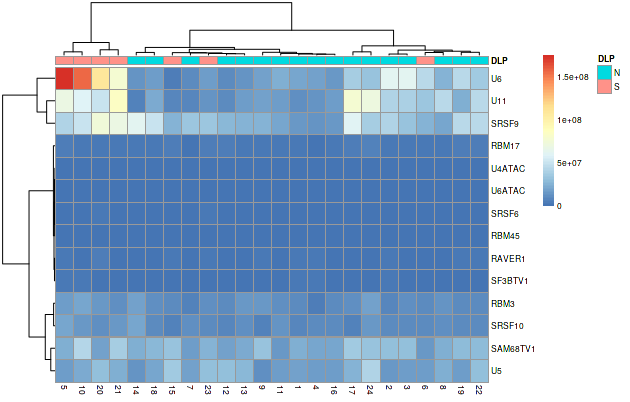 DLP
DLP
U6
N
1.5e+08
S
U11
1e+08
SRSF9
RBM17
5e+07
U4ATAC
U6ATAC
0
SRSF6
RBM45
RAVER1
SF3BTV1
RBM3
SRSF10
SAM68TV1
U5
5 10 20 21 14 18 15 7 23 12 13 9 11 1 4 16 17 24 2 3 6 8 19 22